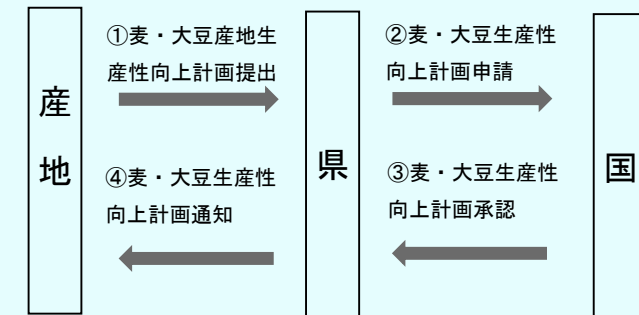 産地
①麦・大豆産地生
産性向上計画提出
④麦・大豆生産性
向上計画通知
県
②麦・大豆生産性
向上計画申請
③麦・大豆生産性
向上計画承認
国